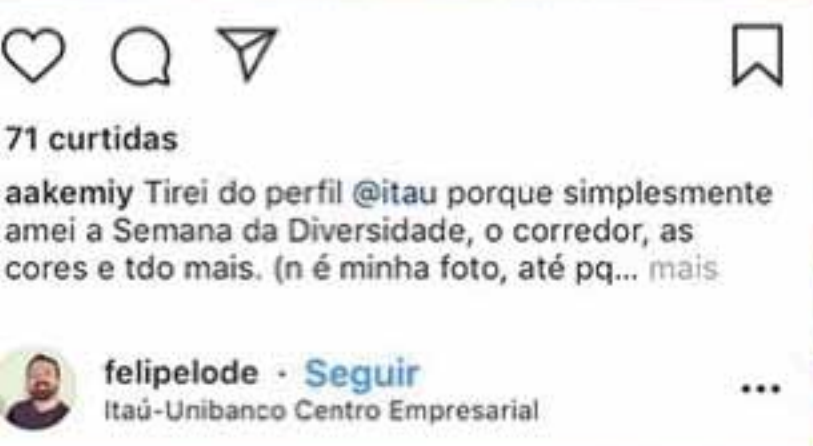 71 curtidas
aakemiy Tirei do perfil @itau porque simplesmente
amei a Semana da Diversidade, o corredor, as
cores e tdo mais. (n é minha foto, até pq... mais
felipelode · Seguir
Itaú-Unibanco Centro Empresarial